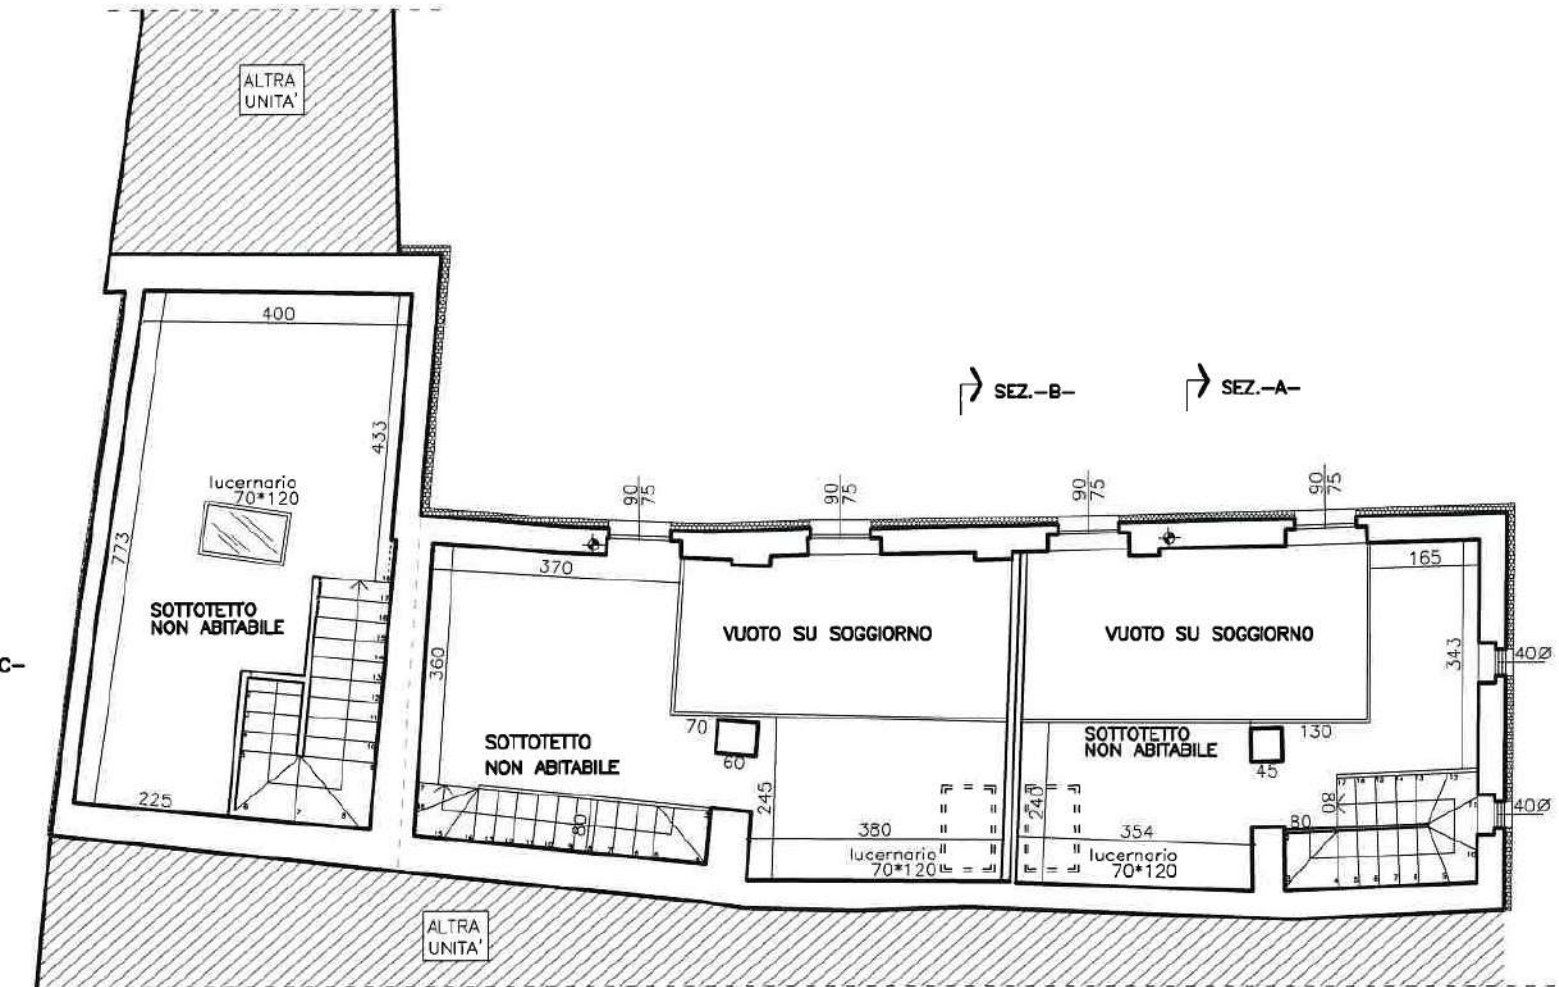 ALTRA
UNITA'
400
433
773
lucernario
70*120
SOTTOTETTO
NON ABITABILE
225
C-
SEZ.-B-
SEZ.-A-
90
75
90
75
90
75
90
75
370
360
VUOTO SU SOGGIORNO
VUOTO SU SOGGIORNO
165
343
40Ø
40Ø
70
60
SOTTOTETTO
NON ABITABILE
80
245
380
lucernario
70*120
SOTTOTETTO
NON ABITABILE
130
45
240
354
lucernario
70*120
80
80
ALTRA
UNITA'